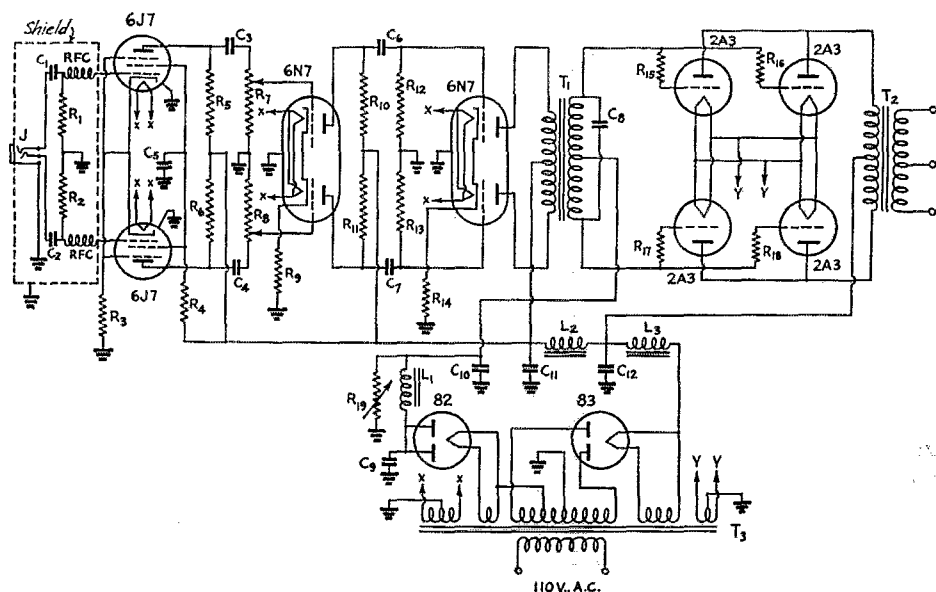 Shield
6J7
RFC
C1
R1
J
R2
C2
RFC
6J7
R3
R4
C5
X X
X X
C3
R5
R7
R6
R8
C4
X
X
6N7
R9
C6
R10
R12
R11
R13
C7
X
X
6N7
R14
T1
C8
2A3
2A3
R15
R16
Y Y
R17
R18
2A3
2A3
T2
L2
L3
C10
C11
C12
R19
L1
82
83
C9
X X
Y Y
T3
110V. A.C.